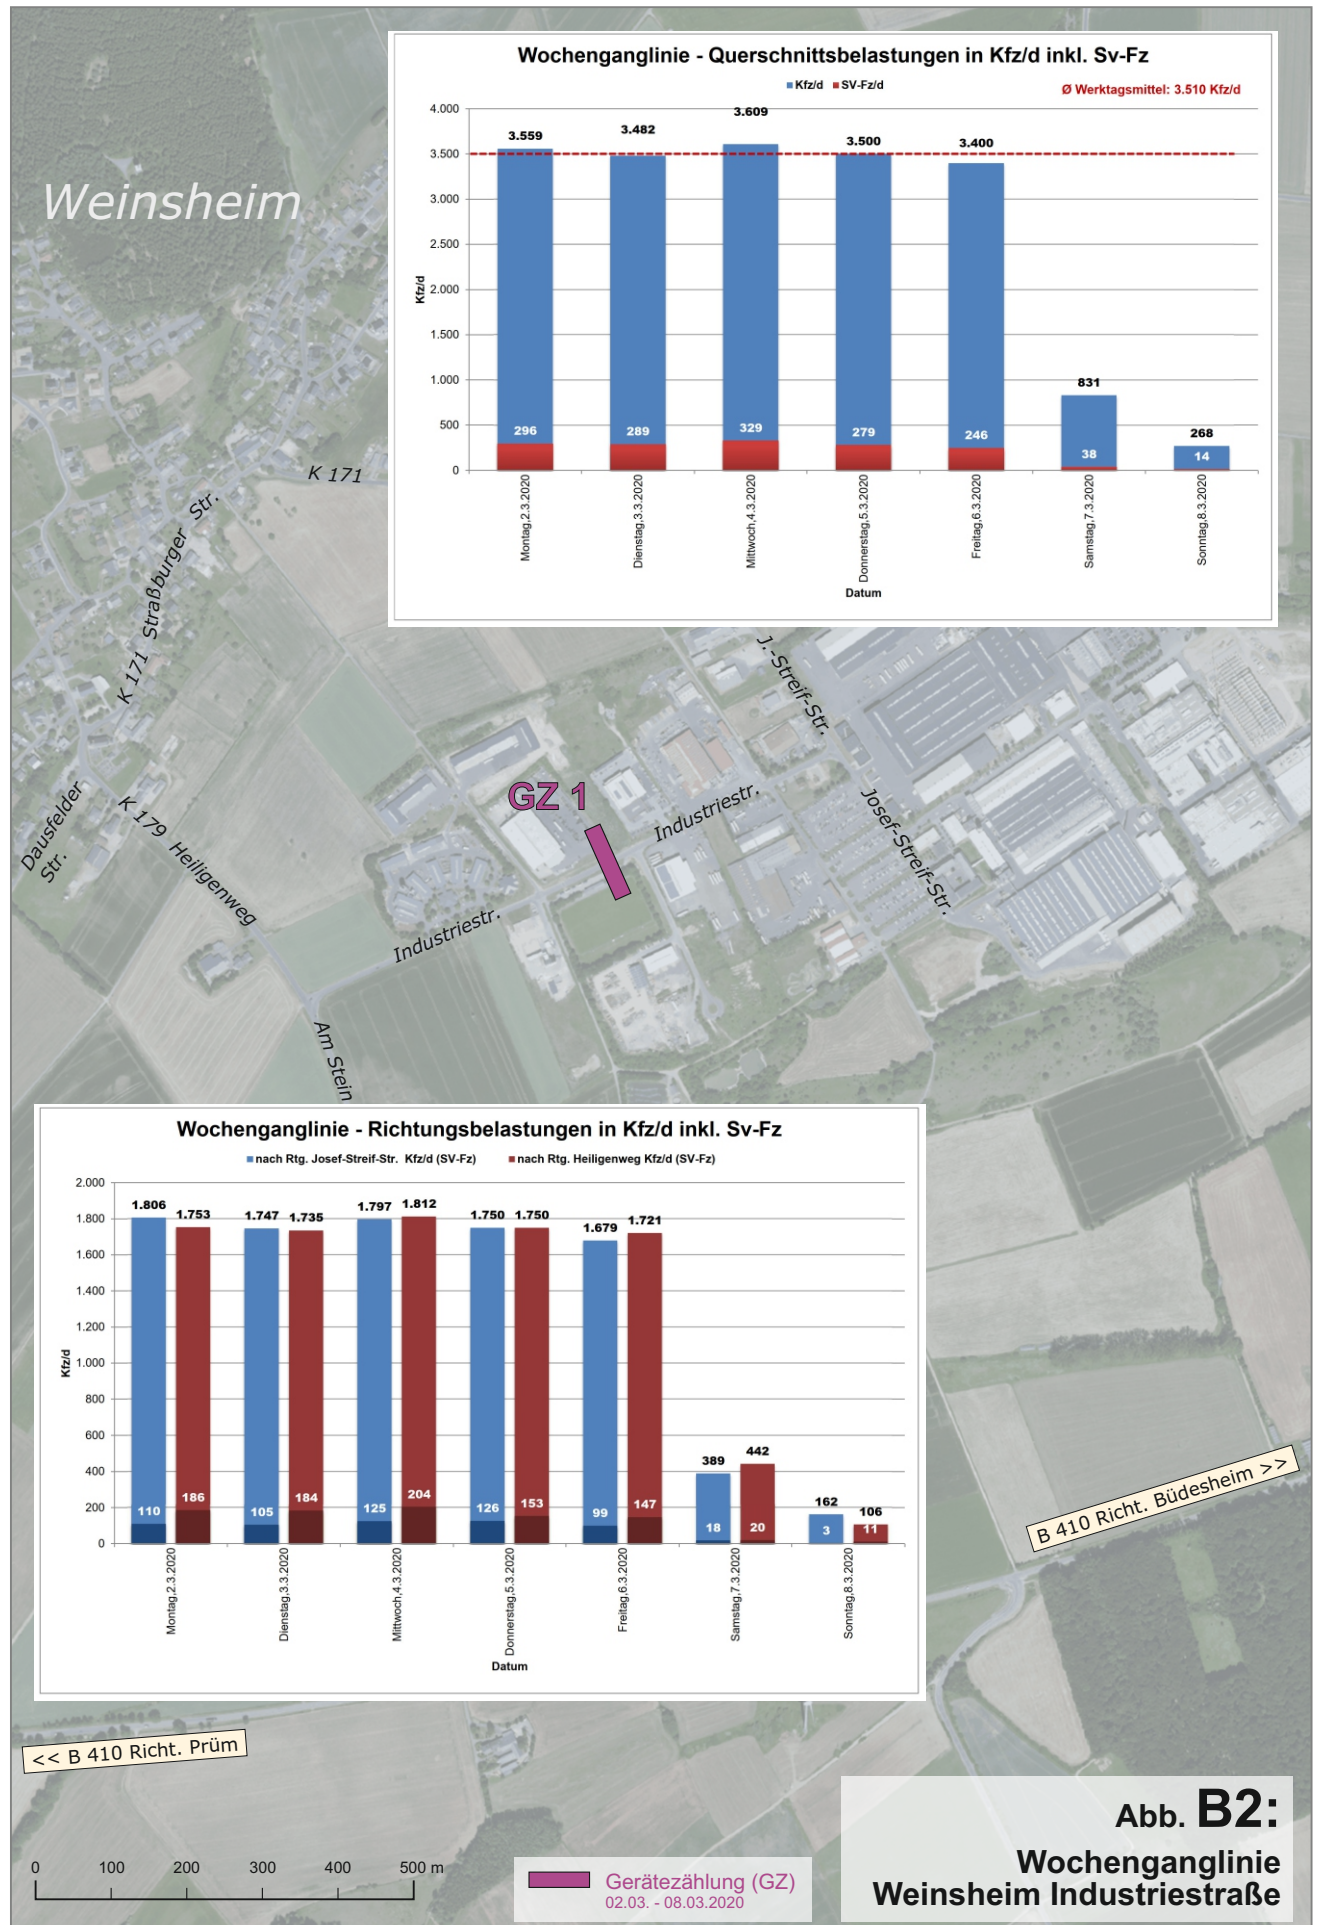 Wochenganglinie - Querschnittsbelastungen in Kfz/d inkl. Sv-Fz
Kfz/d SV-Fz/d
Ø Werktagsmittel: 3.510 Kfz/d
4.000
3.500
3.000
2.500
2.000
1.500
1.000
500
0
Kfz/d
3.559 3.482 3.609 3.500 3.400 831 268
296 289 329 279 246 38 14
Montag,2.3.2020
Dienstag,3.3.2020
Mittwoch,4.3.2020
Donnerstag,5.3.2020
Freitag,6.3.2020
Samstag,7.3.2020
Sonntag,8.3.2020
Datum
Weinsheim
K 171
K 171 Straßburger Str.
J.-Streif-Str.
Dausfelder
Str.
K 179 Heiligenweg
GZ 1
Industriestr.
Josef-Streif-Str.
Industriestr.
Am Stein
Wochenganglinie - Richtungsbelastungen in Kfz/d inkl. Sv-Fz
nach Rtg. Josef-Streif-Str. Kfz/d (SV-Fz) nach Rtg. Heiligenweg Kfz/d (SV-Fz)
2.000
1.800
1.600
1.400
1.200
1.000
800
600
400
200
0
Kfz/d
1.806 1.753 1.747 1.735 1.797 1.812 1.750 1.750 1.679 1.721 389 442 162 106
110 186 105 184 125 204 126 153 99 147 18 20 3 11
Montag,2.3.2020
Dienstag,3.3.2020
Mittwoch,4.3.2020
Donnerstag,5.3.2020
Freitag,6.3.2020
Samstag,7.3.2020
Sonntag,8.3.2020
Datum
B 410 Richt. Büdesheim >>
<< B 410 Richt. Prüm
0 100 200 300 400 500 m
Gerätezählung (GZ)
02.03. - 08.03.2020
Abb. B2:
Wochenganglinie
Weinsheim Industriestraße